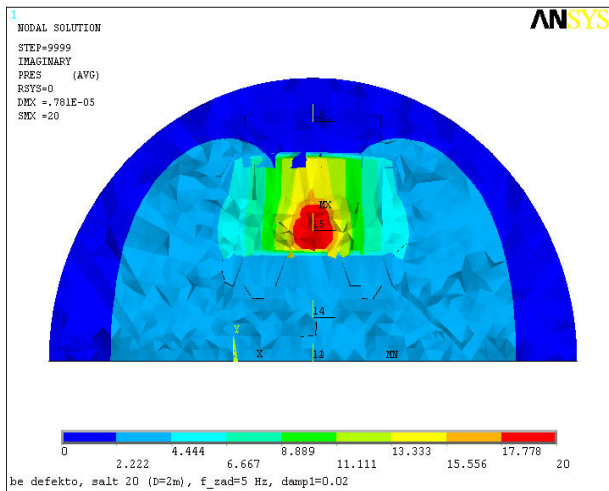 1
ANSYS
NODAL SOLUTION
STEP=9999
IMAGINARY
PRES (AVG)
RSYS=0
DMX =.781E-05
SMX =20
MX
15
14
Y
X
MN
0 4.444 8.889 13.333 17.778
2.222 6.667 11.111 15.556 20
be defekto, salt 20 (D=2m), f_zad=5 Hz, damp1=0.02